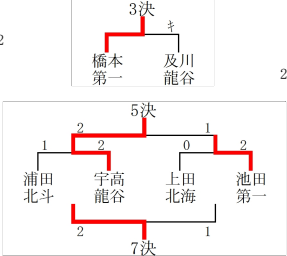 3決
キ
橋本 及川
第一 龍谷
2
2
5決
2 1
1 2 0 2
浦田 宇高 上田 池田
北斗 龍谷 北海 第一
2 1
7決